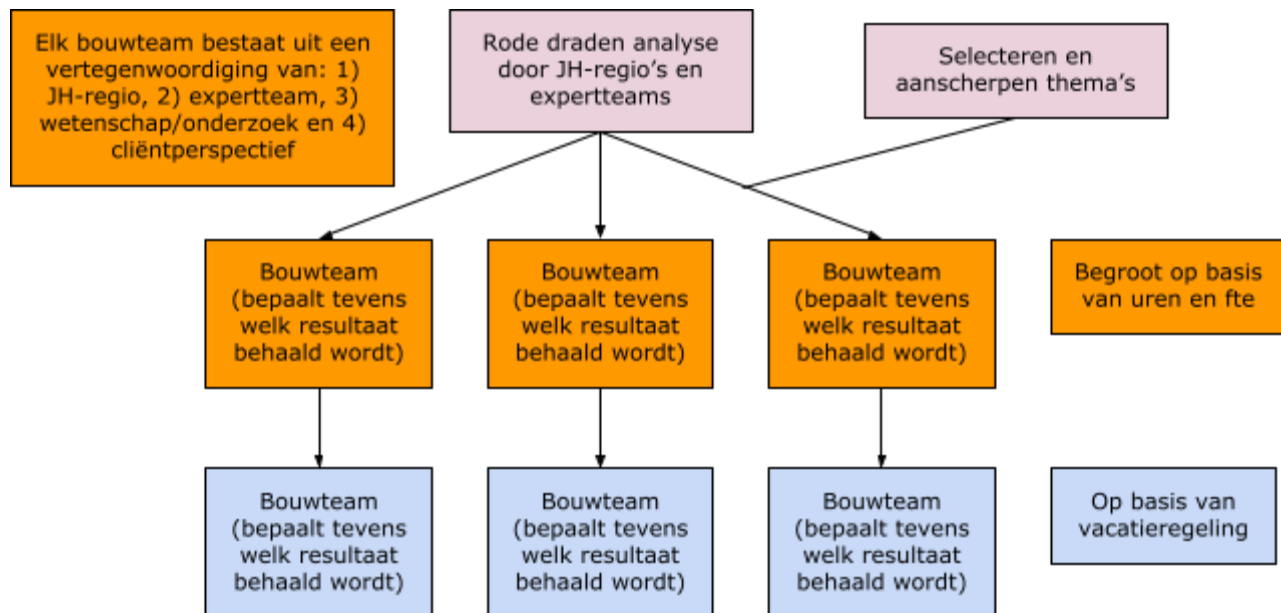 Elk bouwteam bestaat uit een
vertegenwoordiging van: 1)
JH-regio, 2) expertteam, 3)
wetenschap/onderzoek en 4)
cliëntperspectief
Rode draden analyse
door JH-regio's en
expertteams
Selecteren en
aanscherpen thema's
Bouwteam
(bepaalt tevens
welk resultaat
behaald wordt)
Bouwteam
(bepaalt tevens
welk resultaat
behaald wordt)
Bouwteam
(bepaalt tevens
welk resultaat
behaald wordt)
Begroot op basis
van uren en fte
Bouwteam
(bepaalt tevens
welk resultaat
behaald wordt)
Bouwteam
(bepaalt tevens
welk resultaat
behaald wordt)
Bouwteam
(bepaalt tevens
welk resultaat
behaald wordt)
Op basis van
vacatieregeling